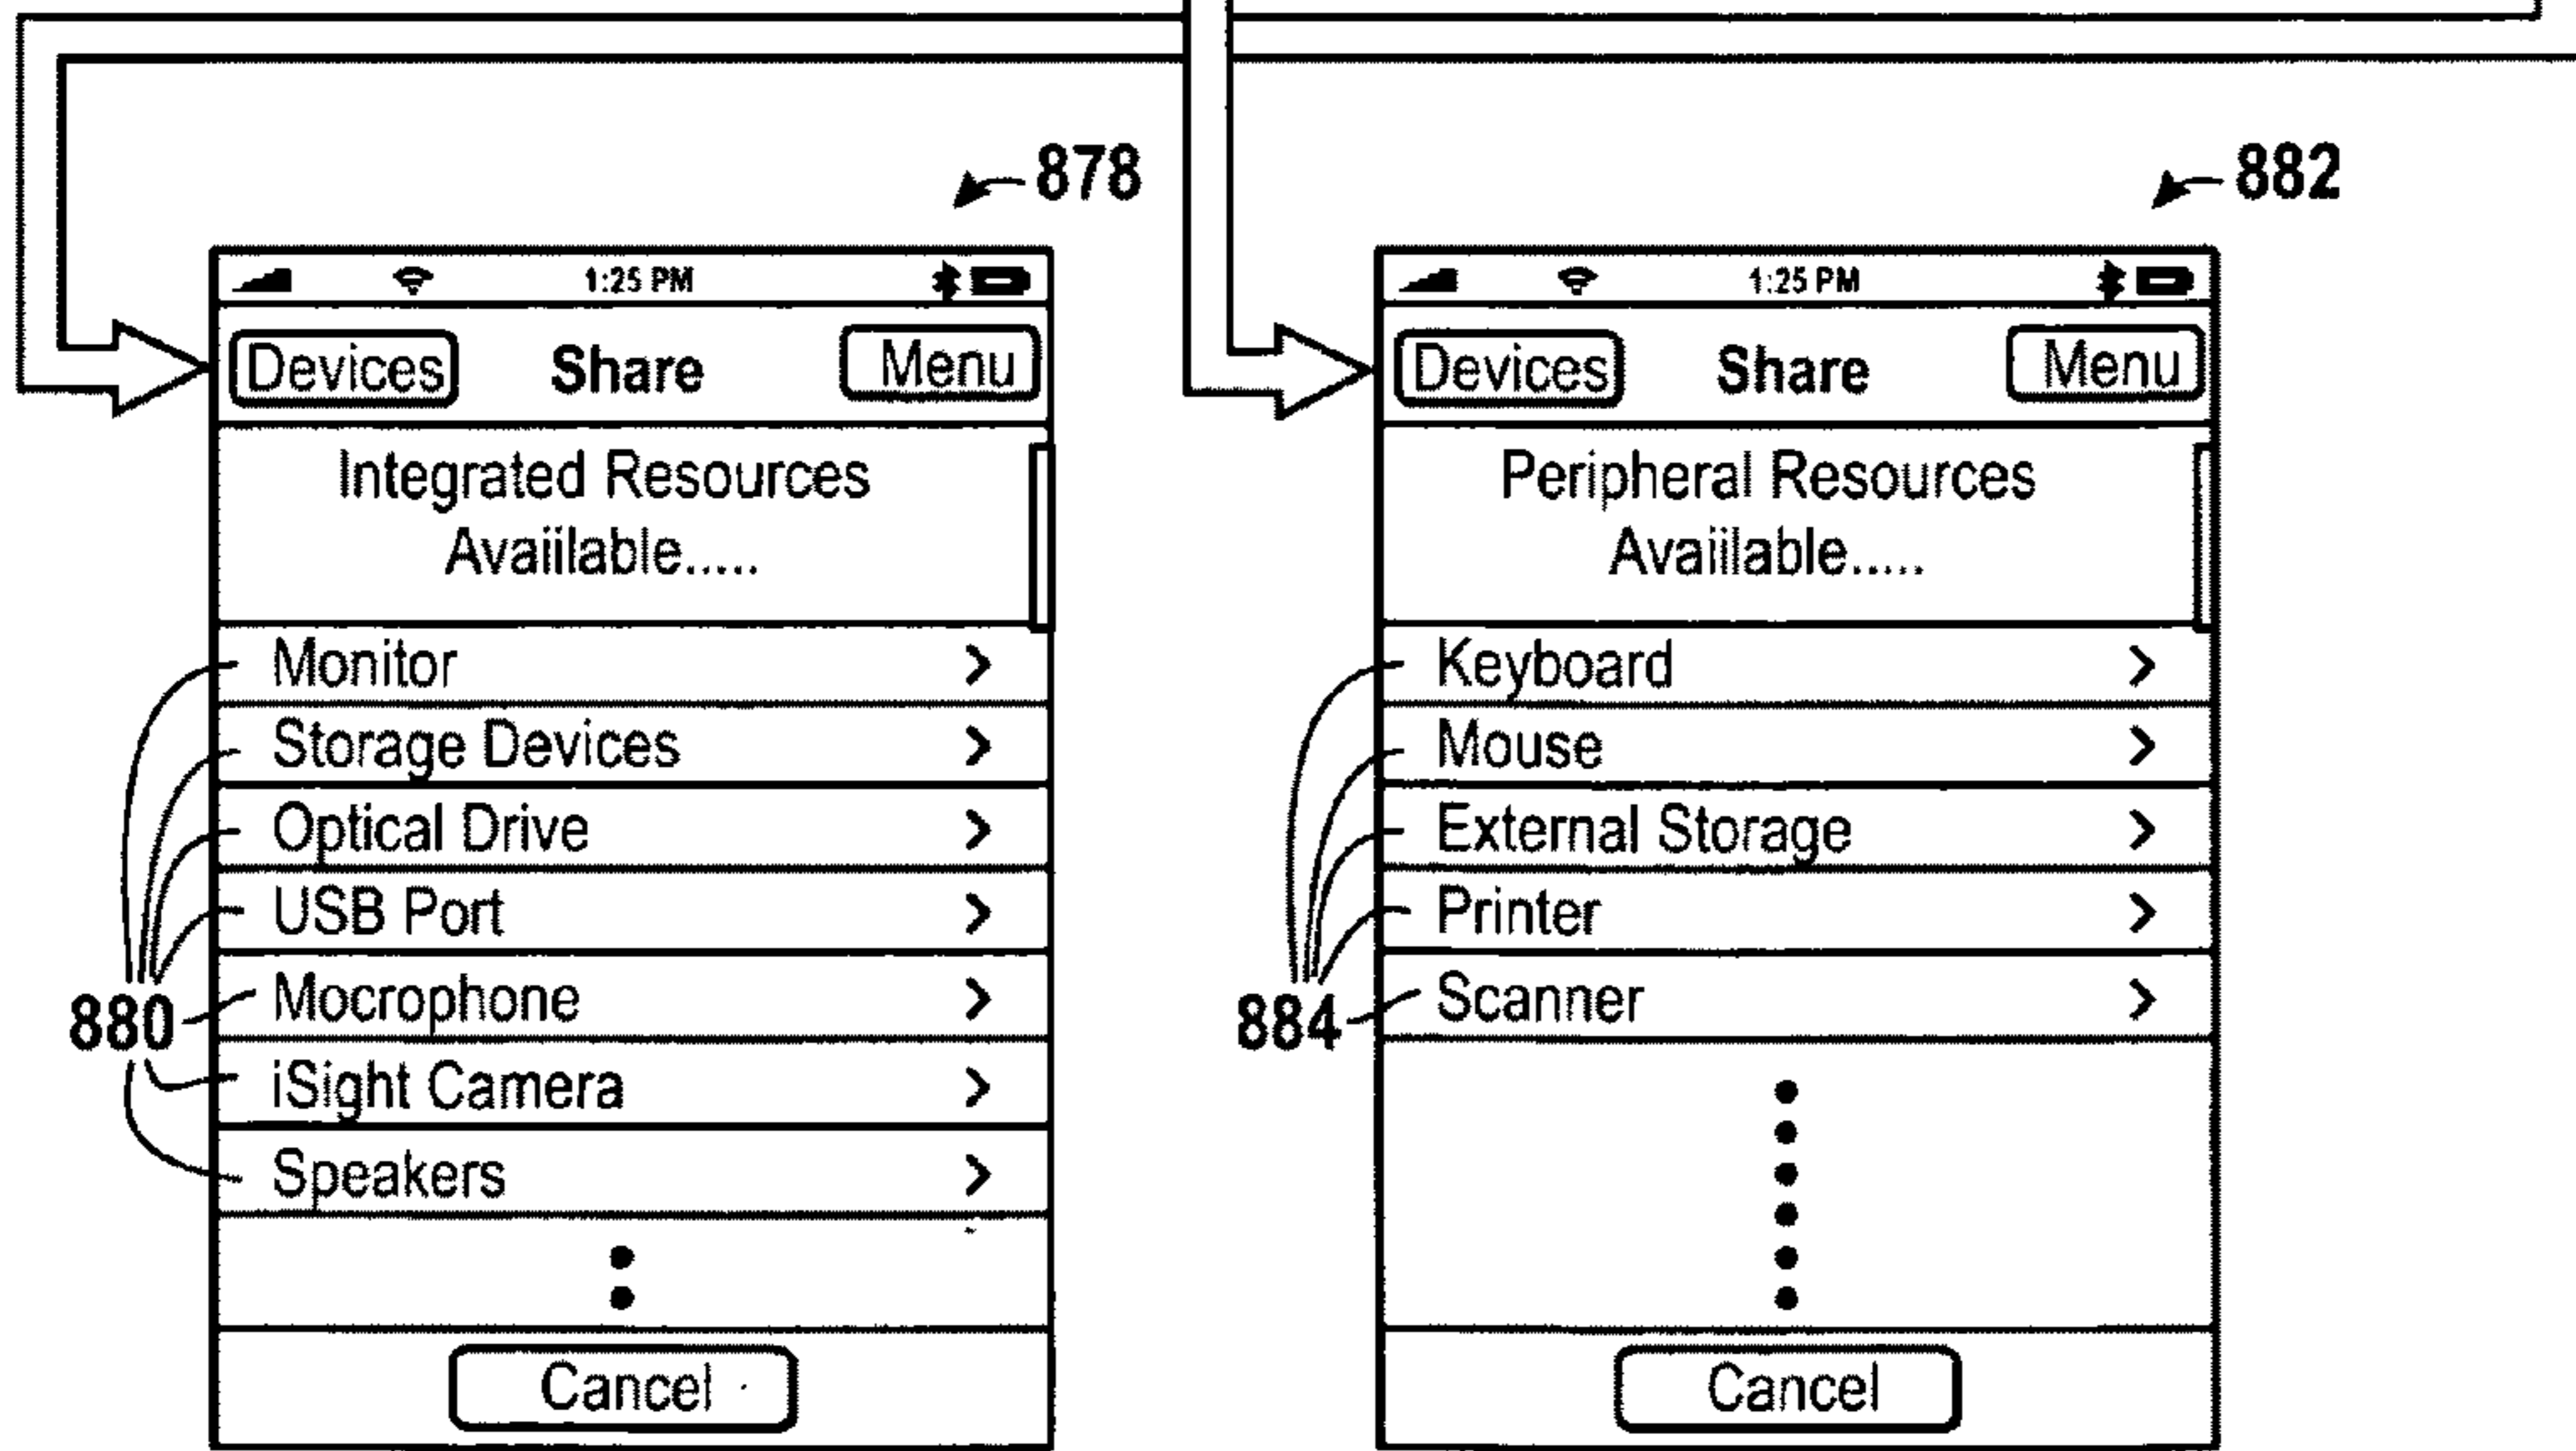 878
1:25 PM
Devices Share Menu
Integrated Resources
Avaiilable.....
Monitor >
Storage Devices >
Optical Drive >
USB Port >
Mocrophone >
iSight Camera >
Speakers >
Cancel
880
882
1:25 PM
Devices Share Menu
Peripheral Resources
Avaiilable.....
Keyboard >
Mouse >
External Storage >
Printer >
Scanner >
Cancel
884